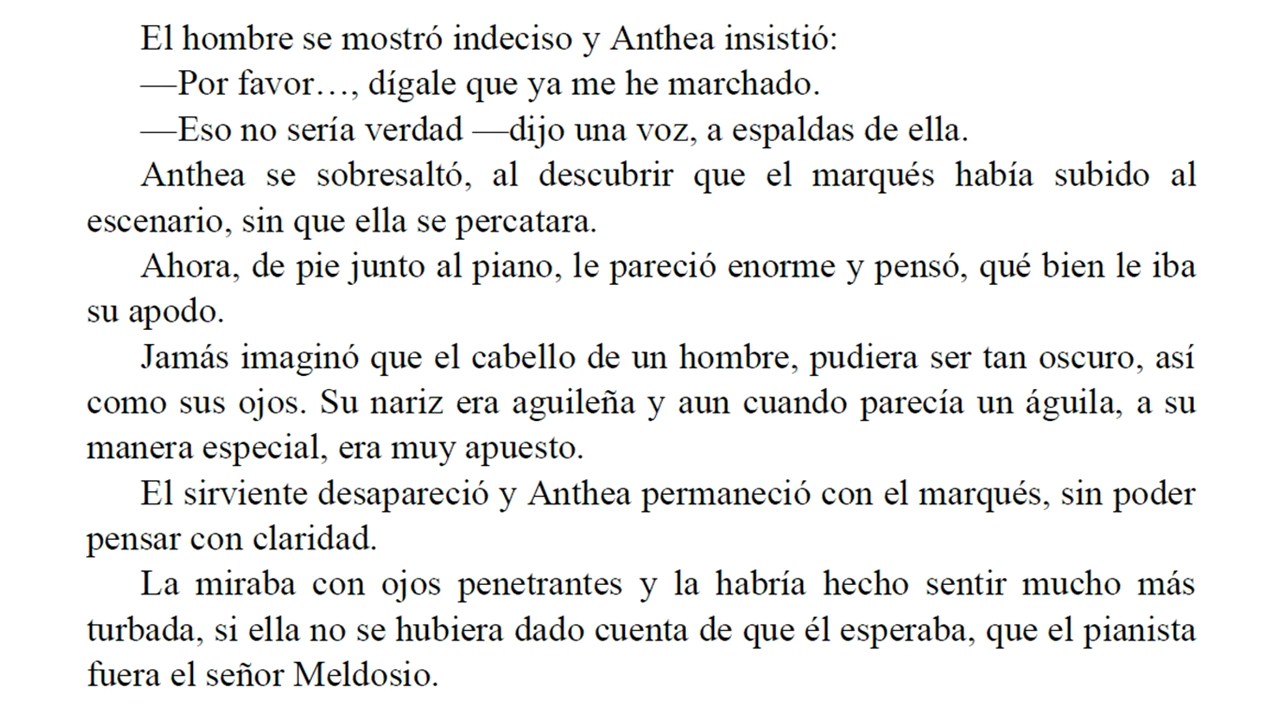 El hombre se mostró indeciso y Anthea insistió:
—Por favor…, dígale que ya me he marchado.
—Eso no sería verdad —dijo una voz, a espaldas de ella.
Anthea se sobresaltó, al descubrir que el marqués había subido al
escenario, sin que ella se percatara.
Ahora, de pie junto al piano, le pareció enorme y pensó, qué bien le iba
su apodo.
Jamás imaginó que el cabello de un hombre, pudiera ser tan oscuro, así
como sus ojos. Su nariz era aguileña y aun cuando parecía un águila, a su
manera especial, era muy apuesto.
El sirviente desapareció y Anthea permaneció con el marqués, sin poder
pensar con claridad.
La miraba con ojos penetrantes y la habría hecho sentir mucho más
turbada, si ella no se hubiera dado cuenta de que él esperaba, que el pianista
fuera el señor Meldosio.